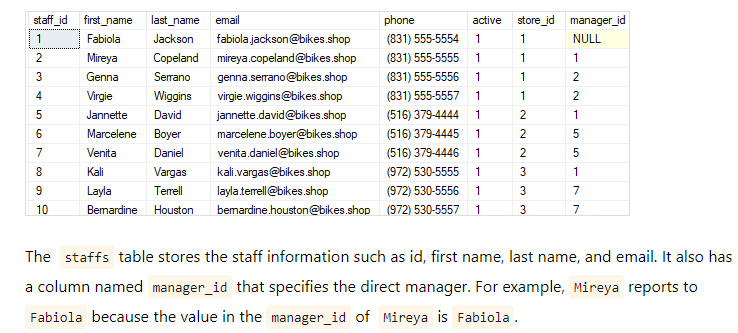 staff_id first_name last_name email phone active store_id manager_id
1 Fabiola Jackson fabiola.jackson@bikes.shop (831) 555-5554 1 1 NULL
2 Mireya Copeland mireya.copeland@bikes.shop (831) 555-5555 1 1 1
3 Genna Serrano genna.serrano@bikes.shop (831) 555-5556 1 1 2
4 Virgie Wiggins virgie.wiggins@bikes.shop (831) 555-5557 1 1 2
5 Jannette David jannette.david@bikes.shop (516) 379-4444 1 2 1
6 Marcelene Boyer marcelene.boyer@bikes.shop (516) 379-4445 1 2 5
7 Venita Daniel venita.daniel@bikes.shop (516) 379-4446 1 2 5
8 Kali Vargas kali.vargas@bikes.shop (972) 530-5555 1 3 1
9 Layla Terrell layla.terrell@bikes.shop (972) 530-5556 1 3 7
10 Bernardine Houston bernardine.houston@bikes.shop (972) 530-5557 1 3 7
The staffs table stores the staff information such as id, first name, last name, and email. It also has
a column named manager_id that specifies the direct manager. For example, Mireya reports to
Fabiola because the value in the manager_id of Mireya is Fabiola.